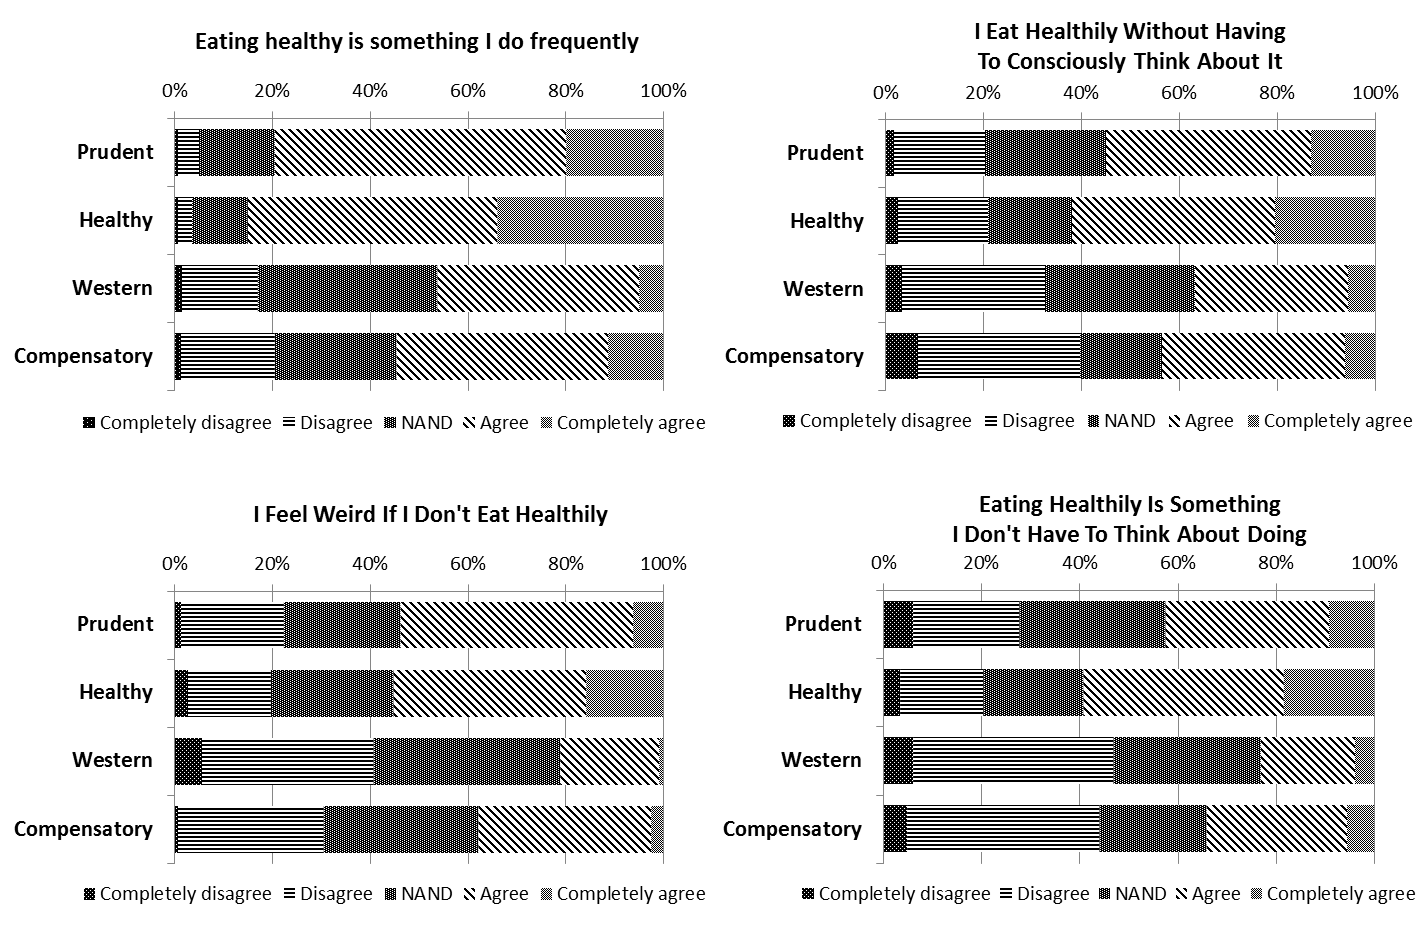 Eating healthy is something I do frequently
0% 20% 40% 60% 80% 100%
Prudent
Healthy
Western
Compensatory
Completely disagree Disagree NAND Agree Completely agree
I Eat Healthily Without Having
To Consciously Think About It
0% 20% 40% 60% 80% 100%
Prudent
Healthy
Western
Compensatory
Completely disagree Disagree NAND Agree Completely agree
I Feel Weird If I Don't Eat Healthily
0% 20% 40% 60% 80% 100%
Prudent
Healthy
Western
Compensatory
Completely disagree Disagree NAND Agree Completely agree
Eating Healthily Is Something
I Don't Have To Think About Doing
0% 20% 40% 60% 80% 100%
Prudent
Healthy
Western
Compensatory
Completely disagree Disagree NAND Agree Completely agree